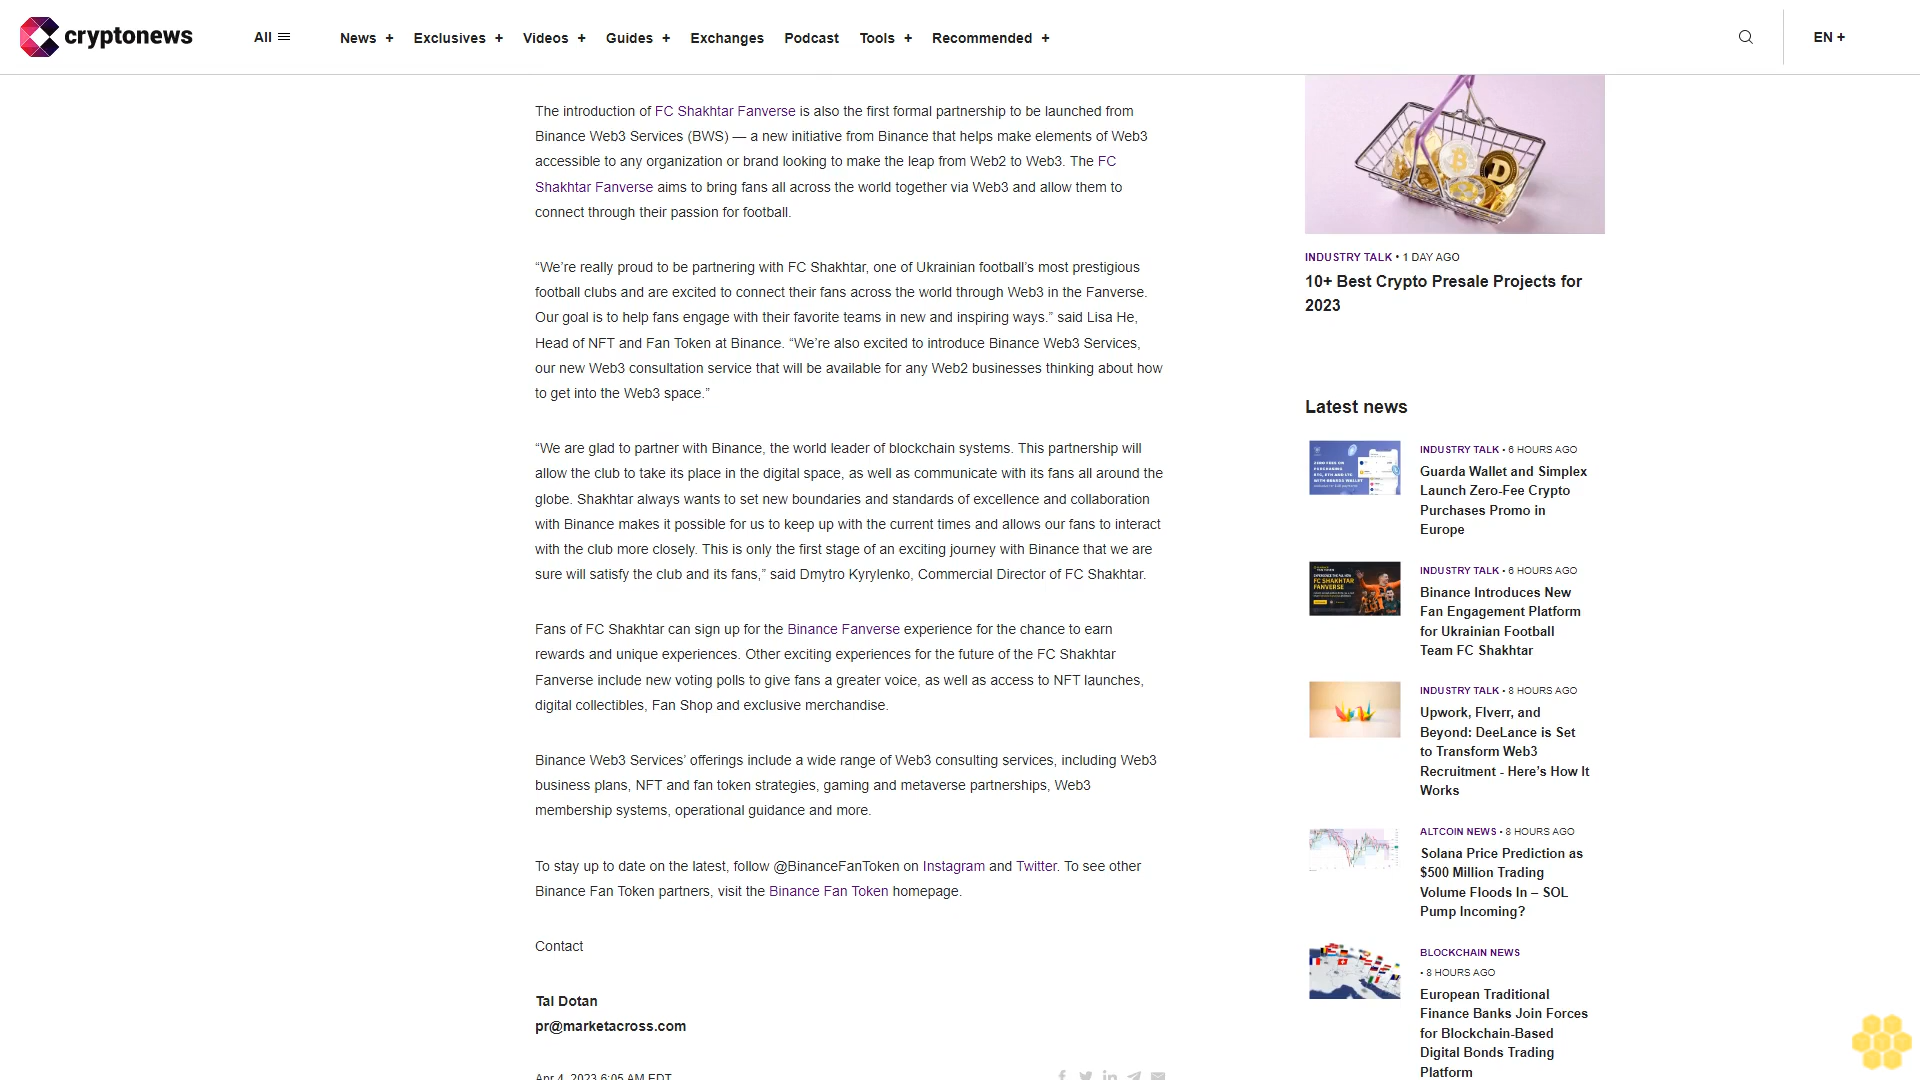 cryptonews
All
News +
Exclusives +
Videos +
Guides +
Exchanges
Podcast
Tools +
Recommended +
EN +
The introduction of FC Shakhtar Fanverse is also the first formal partnership to be launched from
Binance Web3 Services (BWS) — a new initiative from Binance that helps make elements of Web3
accessible to any organization or brand looking to make the leap from Web2 to Web3. The FC
Shakhtar Fanverse aims to bring fans all across the world together via Web3 and allow them to
connect through their passion for football.
“We’re really proud to be partnering with FC Shakhtar, one of Ukrainian football’s most prestigious
football clubs and are excited to connect their fans across the world through Web3 in the Fanverse.
Our goal is to help fans engage with their favorite teams in new and inspiring ways.” said Lisa He,
Head of NFT and Fan Token at Binance. “We’re also excited to introduce Binance Web3 Services,
our new Web3 consultation service that will be available for any Web2 businesses thinking about how
to get into the Web3 space.”
“We are glad to partner with Binance, the world leader of blockchain systems. This partnership will
allow the club to take its place in the digital space, as well as communicate with its fans all around the
globe. Shakhtar always wants to set new boundaries and standards of excellence and collaboration
with Binance makes it possible for us to keep up with the current times and allows our fans to interact
with the club more closely. This is only the first stage of an exciting journey with Binance that we are
sure will satisfy the club and its fans,” said Dmytro Kyrylenko, Commercial Director of FC Shakhtar.
Fans of FC Shakhtar can sign up for the Binance Fanverse experience for the chance to earn
rewards and unique experiences. Other exciting experiences for the future of the FC Shakhtar
Fanverse include new voting polls to give fans a greater voice, as well as access to NFT launches,
digital collectibles, Fan Shop and exclusive merchandise.
Binance Web3 Services’ offerings include a wide range of Web3 consulting services, including Web3
business plans, NFT and fan token strategies, gaming and metaverse partnerships, Web3
membership systems, operational guidance and more.
To stay up to date on the latest, follow @BinanceFanToken on Instagram and Twitter. To see other
Binance Fan Token partners, visit the Binance Fan Token homepage.
Contact
Tal Dotan
pr@marketacross.com
Apr 4, 2023 6:05 AM EDT
INDUSTRY TALK • 1 DAY AGO
10+ Best Crypto Presale Projects for
2023
Latest news
INDUSTRY TALK • 6 HOURS AGO
Guarda Wallet and Simplex
Launch Zero-Fee Crypto
Purchases Promo in
Europe
FC SHAKHTAR
FANVERSE
INDUSTRY TALK • 6 HOURS AGO
Binance Introduces New
Fan Engagement Platform
for Ukrainian Football
Team FC Shakhtar
INDUSTRY TALK • 8 HOURS AGO
Upwork, FIverr, and
Beyond: DeeLance is Set
to Transform Web3
Recruitment - Here’s How It
Works
ALTCOIN NEWS • 8 HOURS AGO
Solana Price Prediction as
$500 Million Trading
Volume Floods In – SOL
Pump Incoming?
BLOCKCHAIN NEWS
• 8 HOURS AGO
European Traditional
Finance Banks Join Forces
for Blockchain-Based
Digital Bonds Trading
Platform